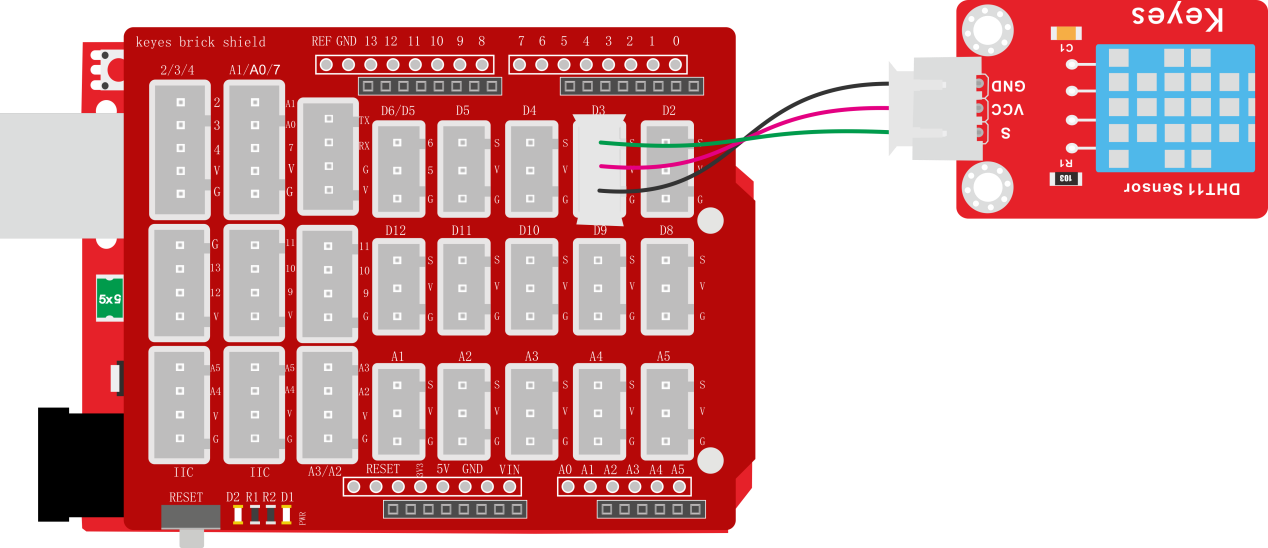 keyes brick shield
REF GND 13 12 11 10 9 8
7 6 5 4 3 2 1 0
2/3/4
A1/A0/7
D6/D5
D5
D4
D3
D2
2
3
4
V
G
A1
A0
7
V
G
TX
RX
G
V
6
5
G
S
V
G
S
V
G
S
V
G
S
V
G
D12
D11
D10
D9
D8
G
13
12
V
11
10
9
V
11
10
9
G
S
V
G
S
V
G
S
V
G
S
V
G
S
V
G
A1
A2
A3
A4
A5
A5
A4
V
G
A5
A4
V
G
A3
A2
V
G
S
V
G
S
V
G
S
V
G
S
V
G
S
V
G
IIC
IIC
A3/A2
RESET 3V3 5V GND VIN
A0 A1 A2 A3 A4 A5
RESET
D2 R1 R2 D1
PWR
5x5
Keyes
C1
GND
VCC
S
R1
103
DHT11 Sensor